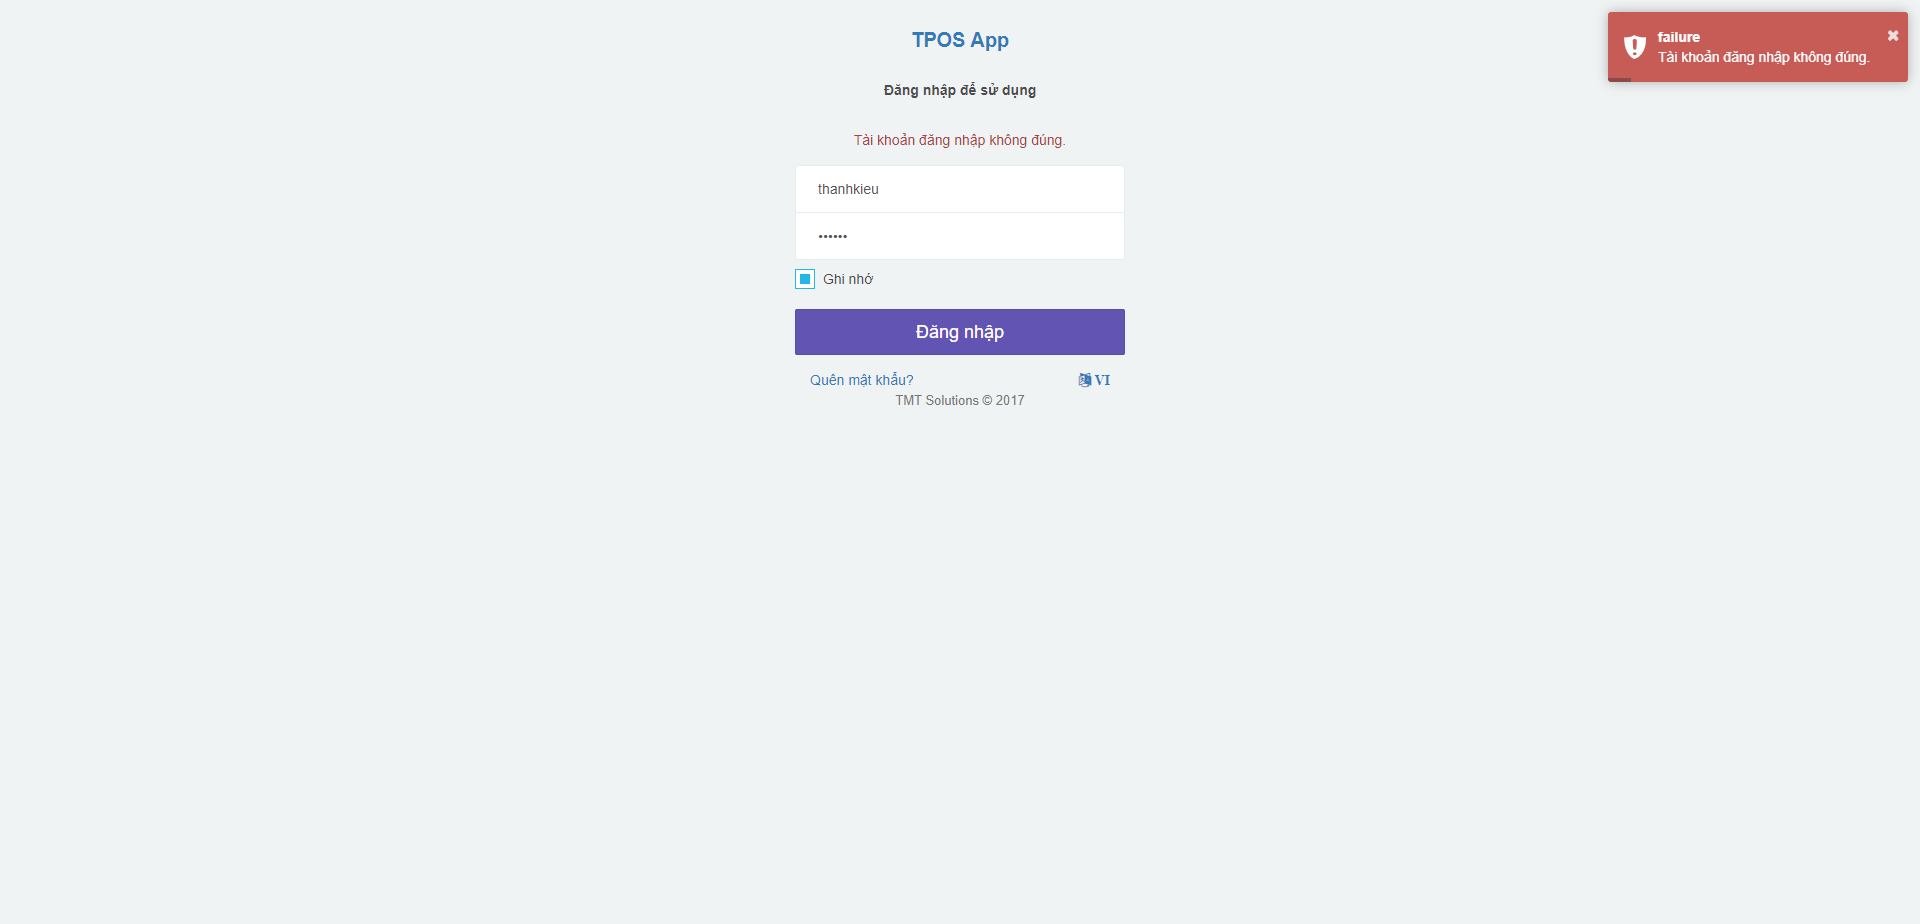 TPOS App
failure
Tài khoản đăng nhập không đúng.
Đăng nhập để sử dụng
Tài khoản đăng nhập không đúng.
thanhkieu
••••••
Ghi nhớ
Đăng nhập
Quên mật khẩu?
VI
TMT Solutions © 2017